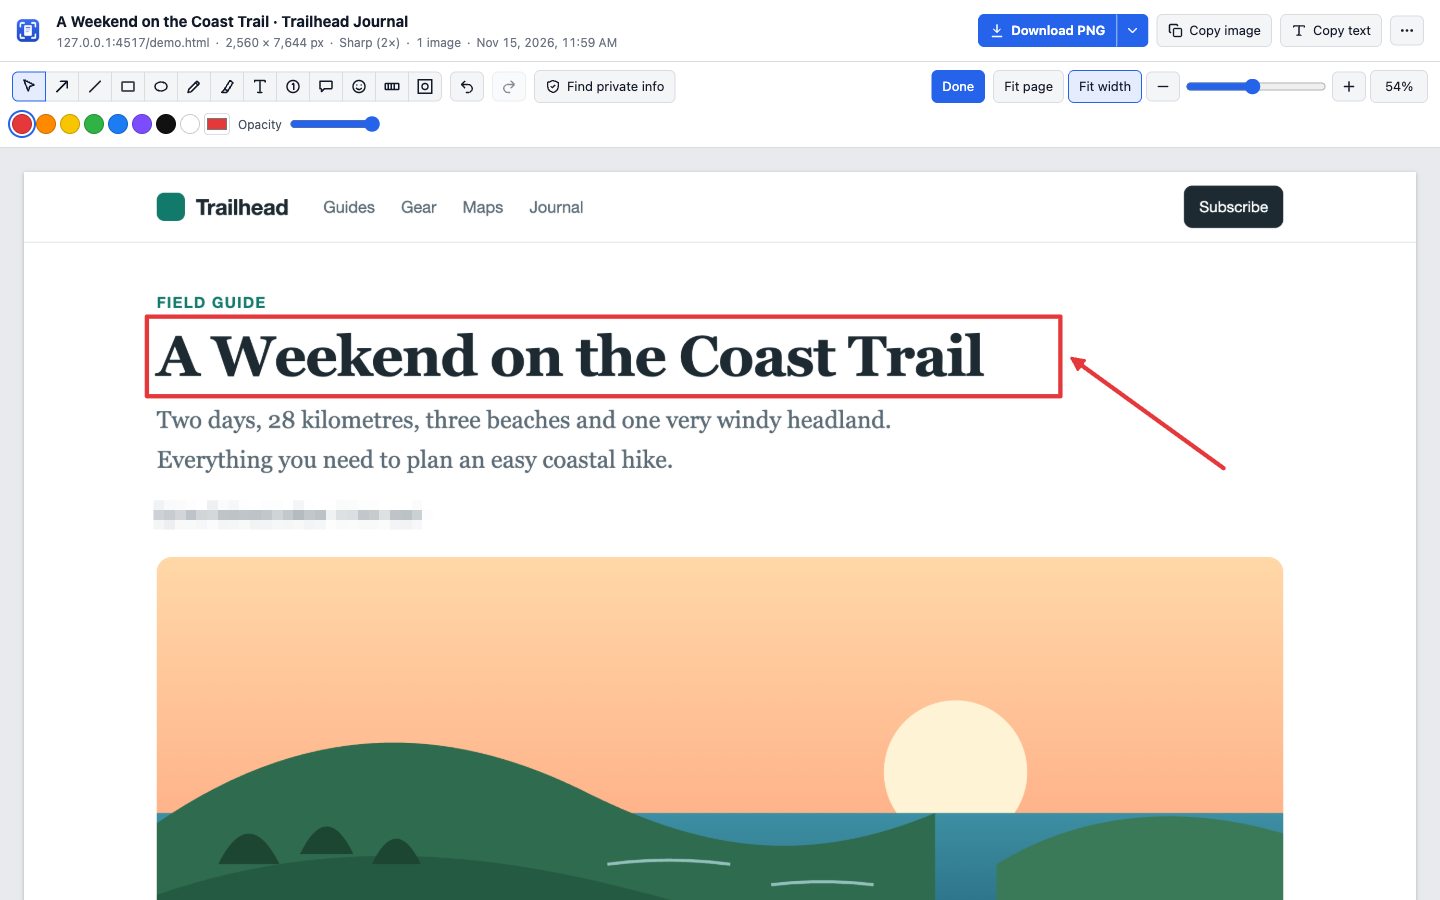 A Weekend on the Coast Trail · Trailhead Journal
127.0.0.1:4517/demo.html · 2,560 × 7,644 px · Sharp (2×) · 1 image · Nov 15, 2026, 11:59 AM
Download PNG
Copy image
Copy text
Find private info
Done
Fit page
Fit width
54%
Opacity
Trailhead
Guides
Gear
Maps
Journal
Subscribe
FIELD GUIDE
A Weekend on the Coast Trail
Two days, 28 kilometres, three beaches and one very windy headland.
Everything you need to plan an easy coastal hike.